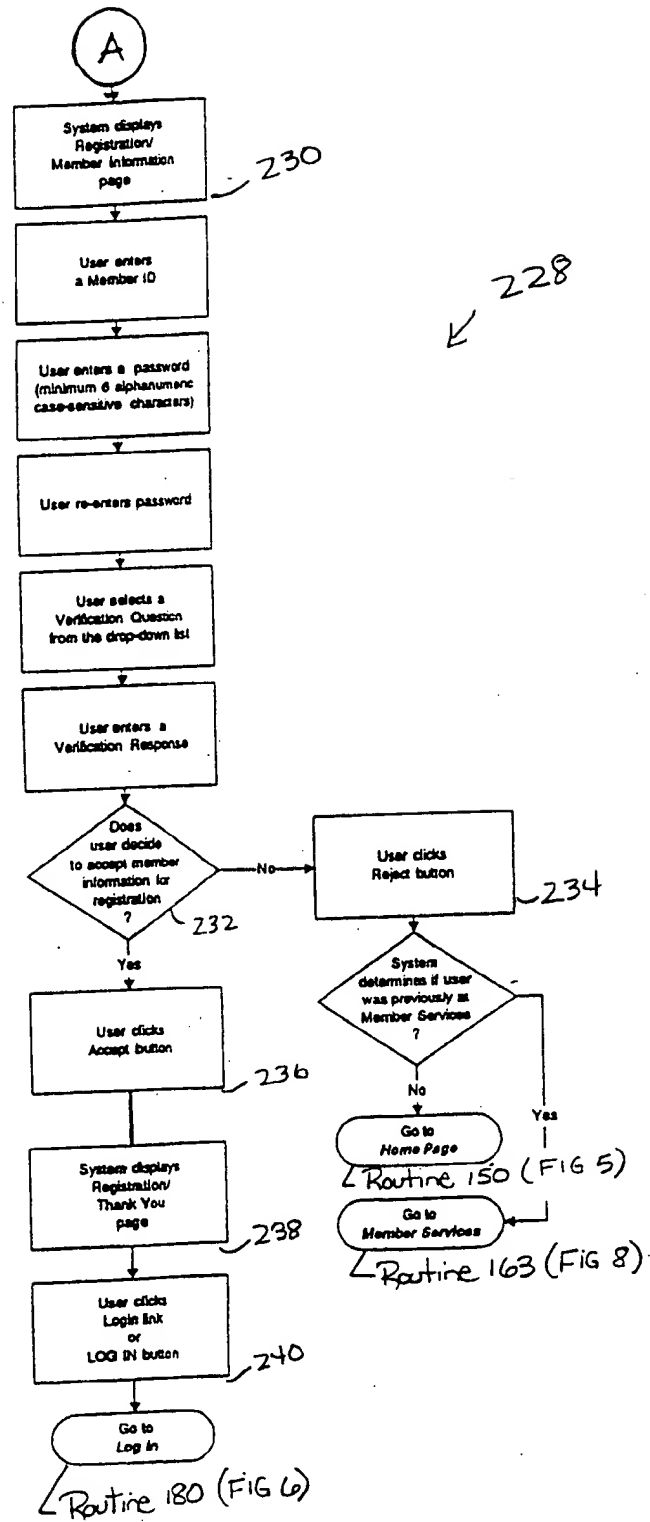 A
System displays
Registration/
Member Information
page
230
228
User enters
a Member ID
User enters a password
(minimum 6 alphanumeric
case-sensitive characters)
User re-enters password
User selects a
Verification Question
from the drop-down list
User enters a
Verification Response
Does
user decide
to accept member
information for
registration
?
232
No
User clicks
Reject button
234
Yes
System
determines if user
was previously at
Member Services
?
User clicks
Accept button
236
No
Yes
Go to
Home Page
Routine 150 (FIG 5)
System displays
Registration/
Thank You
page
238
Go to
Member Services
Routine 163 (FIG 8)
User clicks
Login link
or
LOG IN button
240
Go to
Log In
Routine 180 (FIG 6)